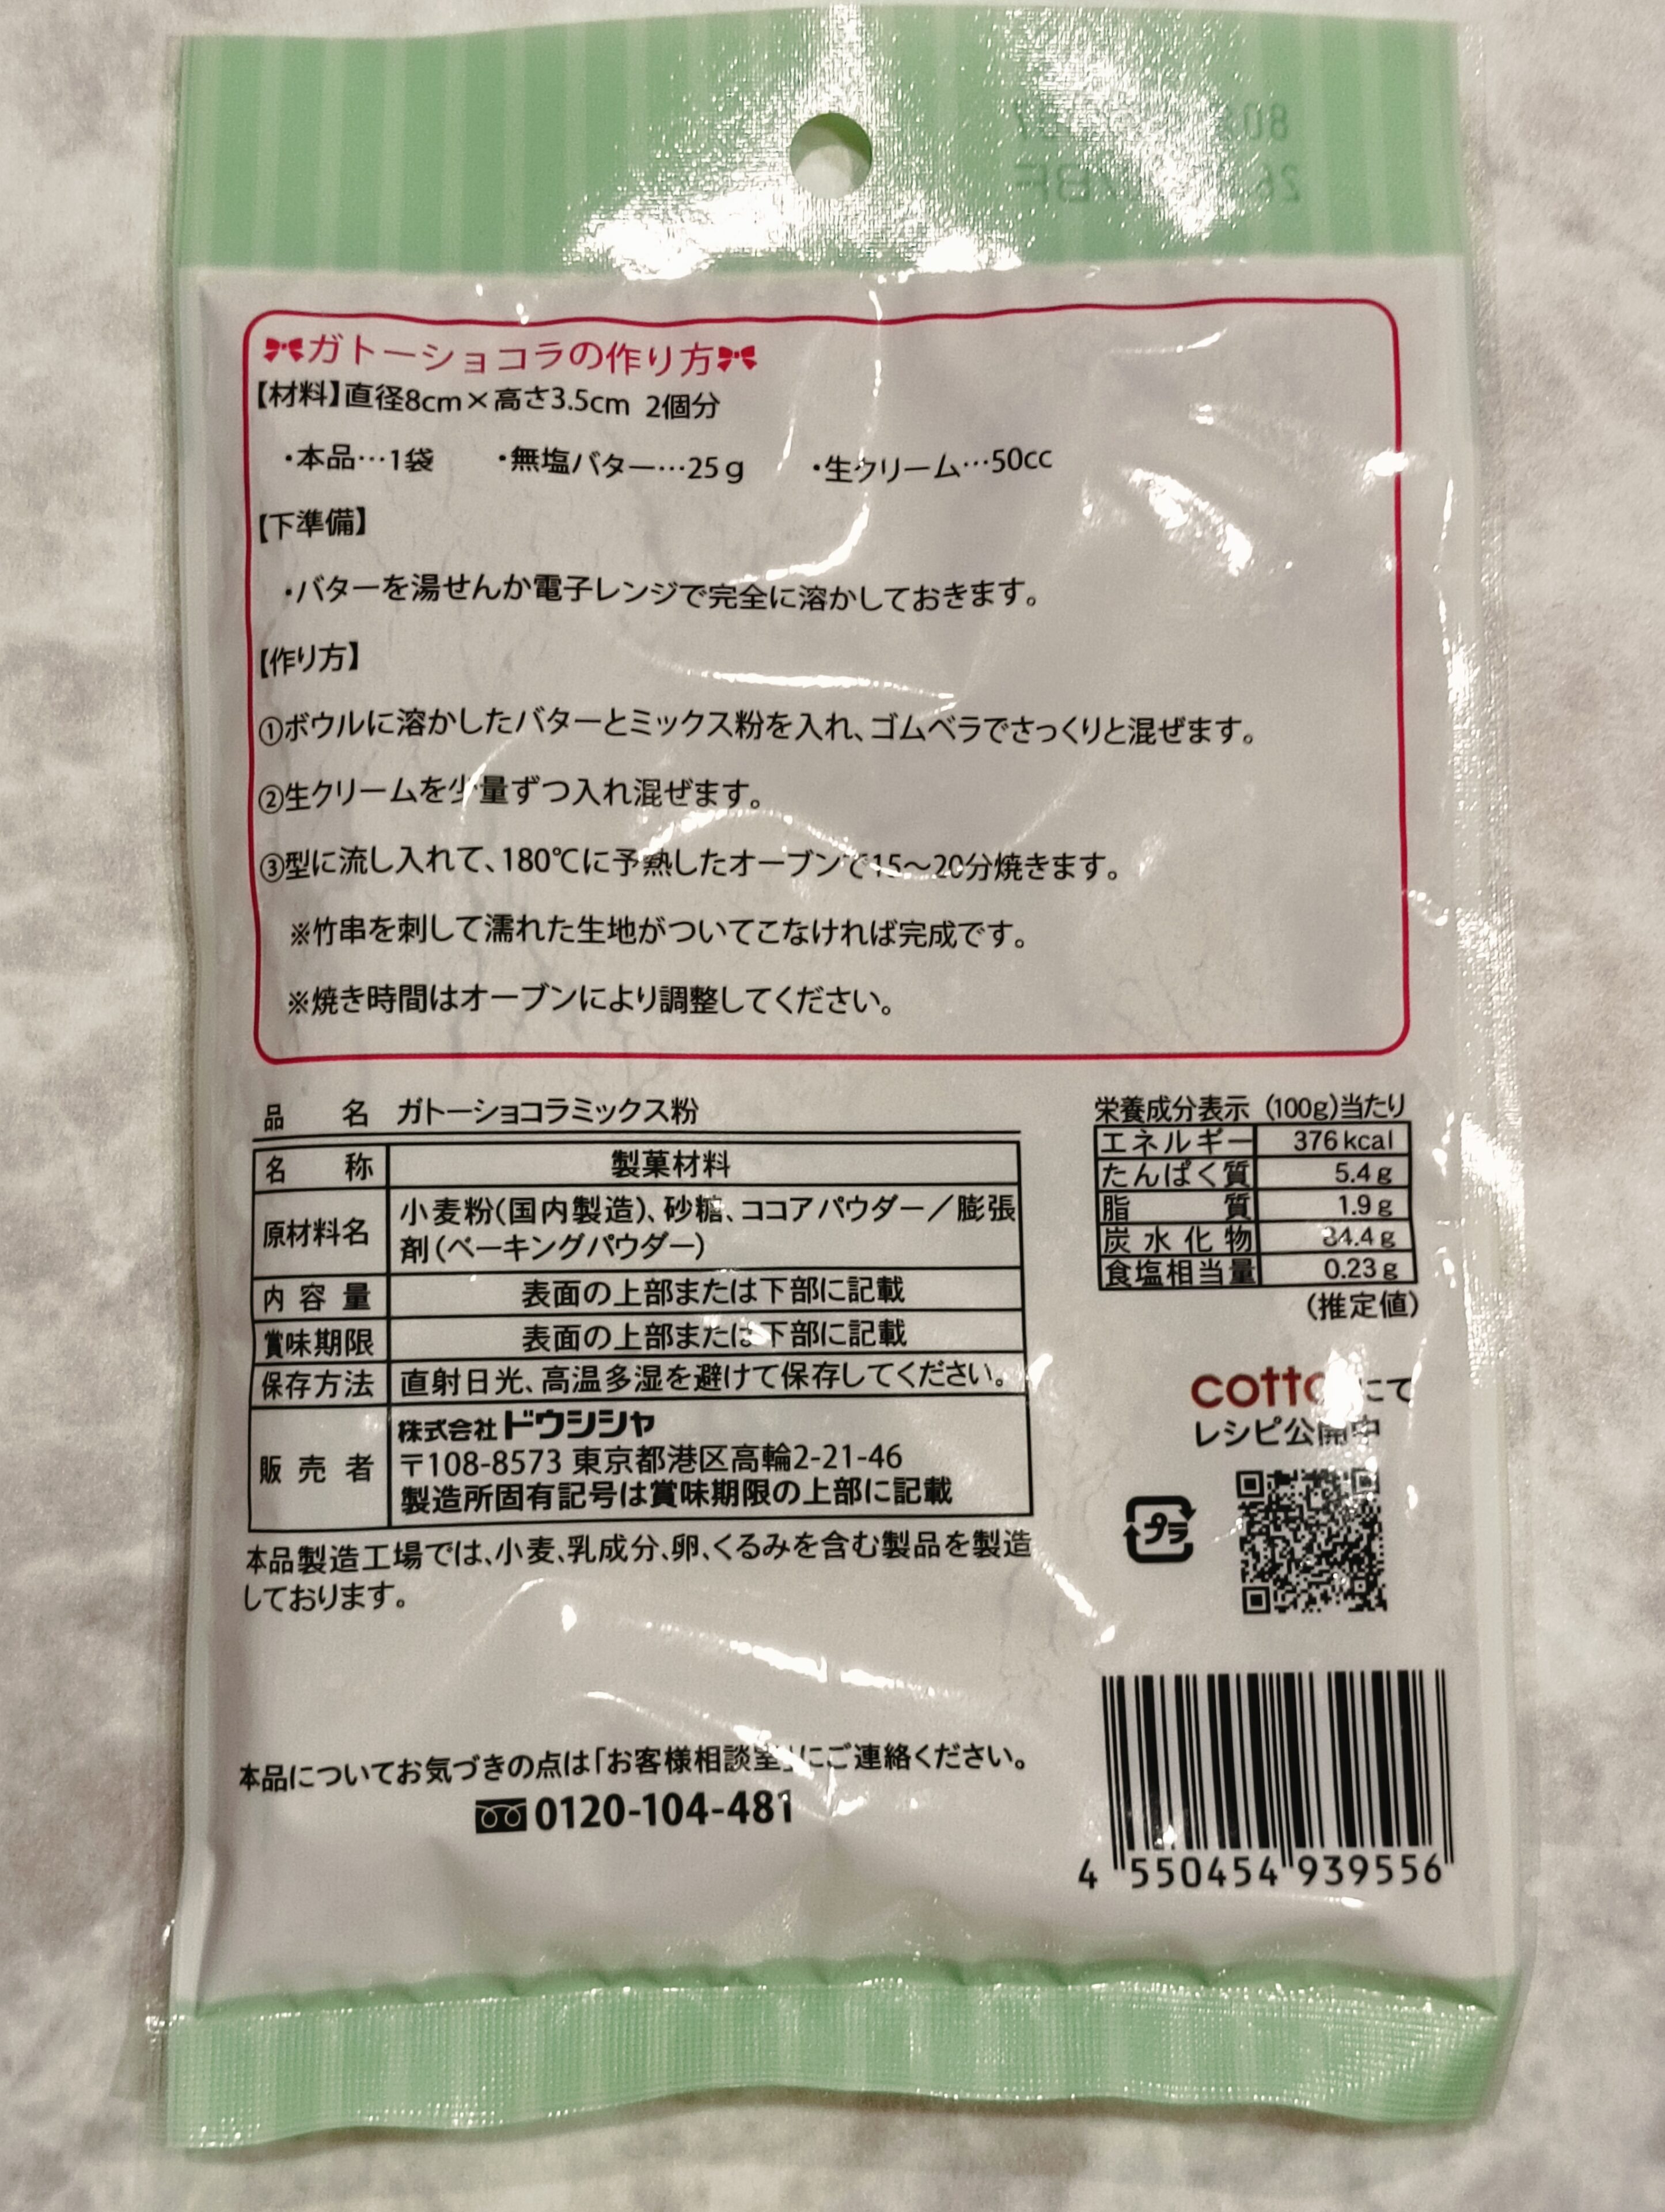 ガトーショコラの作り方
【材料】直径8cm×高さ3.5cm 2個分
・本品…1袋 ・無塩バター…25g ・生クリーム…50cc
【下準備】
・バターを湯せんか電子レンジで完全に溶かしておきます。
【作り方】
①ボウルに溶かしたバターとミックス粉を入れ、ゴムベラでさっくりと混ぜます。
②生クリームを少量ずつ入れ混ぜます。
③型に流し入れて、180℃に予熱したオーブンで15～20分焼きます。
※竹串を刺して濡れた生地がついてこなければ完成です。
※焼き時間はオーブンにより調整してください。
品名 ガトーショコラミックス粉
名称 製菓材料
原材料名 小麦粉(国内製造)、砂糖、ココアパウダー／膨張
剤(ベーキングパウダー)
内容量 表面の上部または下部に記載
賞味期限 表面の上部または下部に記載
保存方法 直射日光、高温多湿を避けて保存してください。
販売者 株式会社ドウシシャ
〒108-8573 東京都港区高輪2-21-46
製造所固有記号は賞味期限の上部に記載
本品製造工場では、小麦、乳成分、卵、くるみを含む製品を製造
しております。
栄養成分表示 (100g)当たり
エネルギー 376kcal
たんぱく質 5.4g
脂質 1.9g
炭水化物 84.4g
食塩相当量 0.23g
(推定値)
にて
レシピ公開中
プラ
本品についてお気づきの点は「お客様相談室」にご連絡ください。
0120-104-481
4 550454 939556